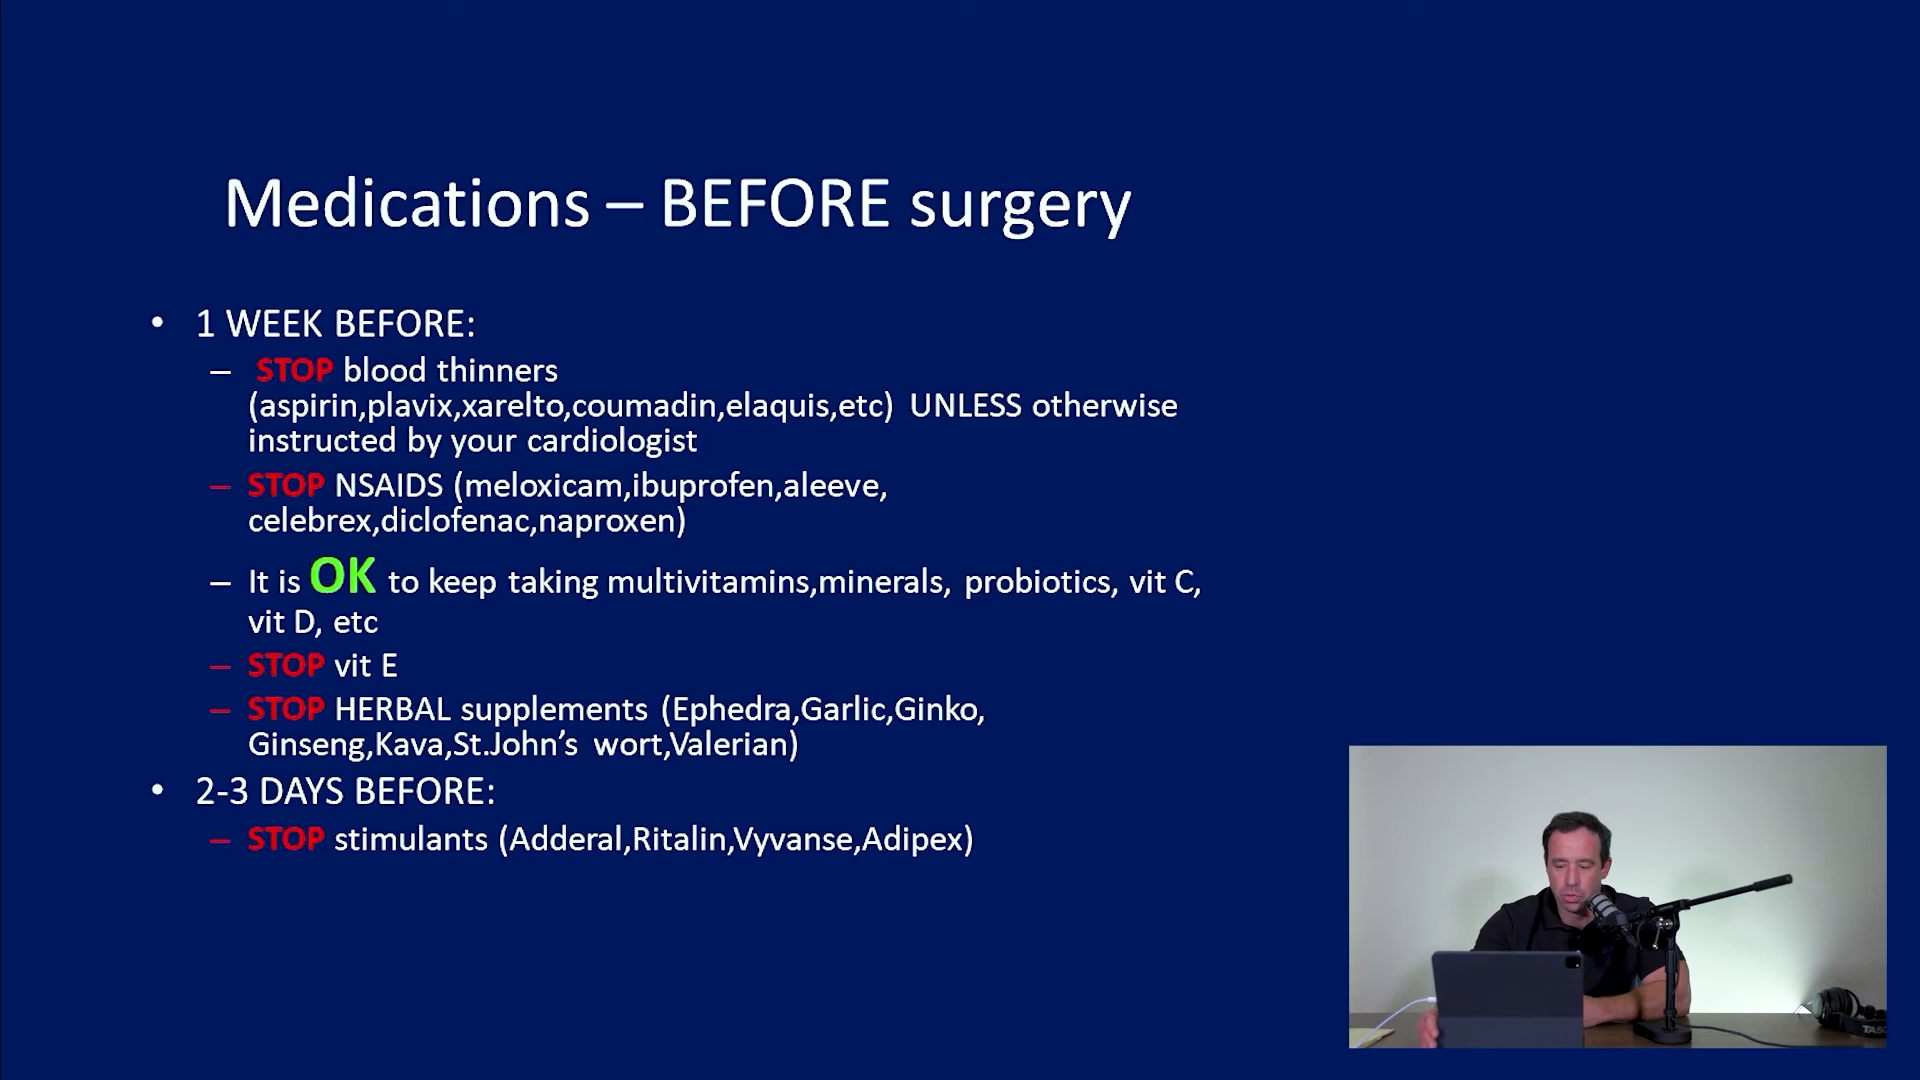 Medications – BEFORE surgery
• 1 WEEK BEFORE:
– STOP blood thinners
(aspirin,plavix,xarelto,coumadin,elaquis,etc) UNLESS otherwise
instructed by your cardiologist
– STOP NSAIDS (meloxicam,ibuprofen,aleeve,
celebrex,diclofenac,naproxen)
– It is OK to keep taking multivitamins,minerals, probiotics, vit C,
vit D, etc
– STOP vit E
– STOP HERBAL supplements (Ephedra,Garlic,Ginko,
Ginseng,Kava,St.John’s wort,Valerian)
• 2-3 DAYS BEFORE:
– STOP stimulants (Adderal,Ritalin,Vyvanse,Adipex)